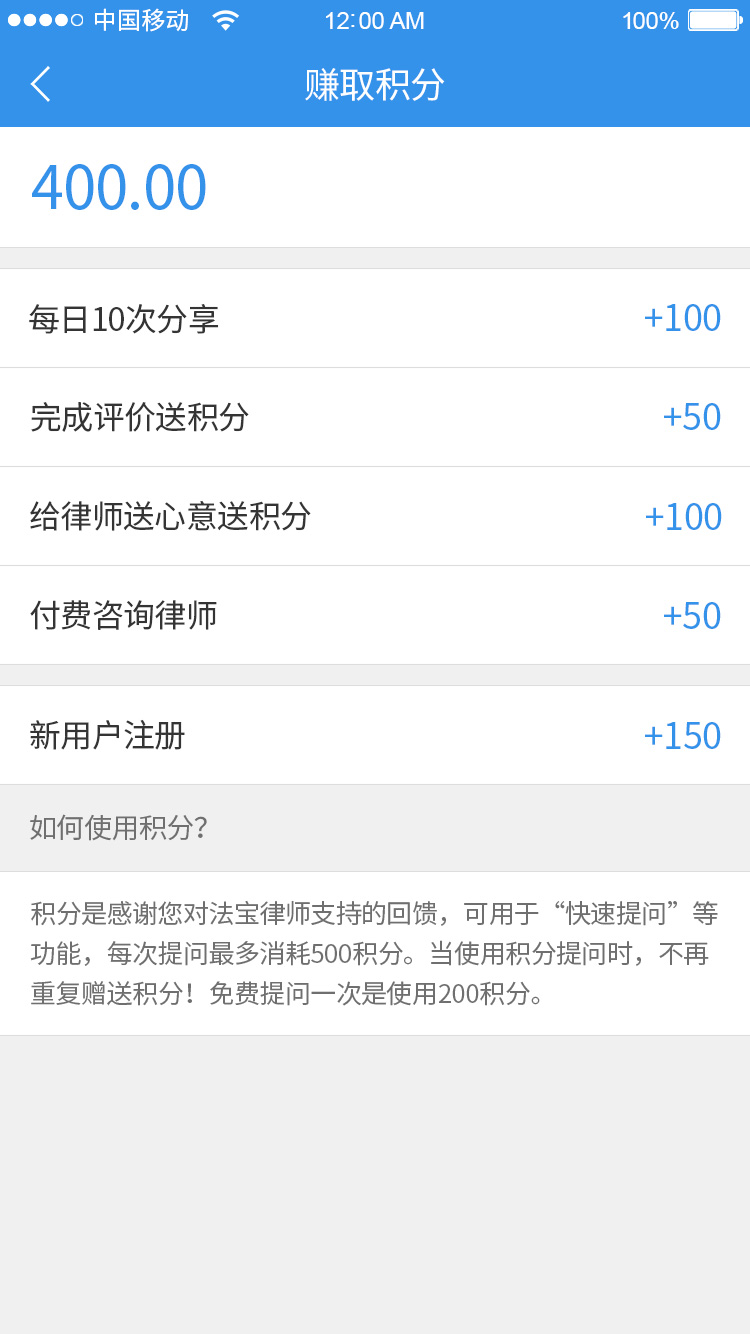 中国移动 12:00 AM 100%
赚取积分
400.00
每日10次分享 +100
完成评价送积分 +50
给律师送心意送积分 +100
付费咨询律师 +50
新用户注册 +150
如何使用积分？
积分是感谢您对法宝律师支持的回馈，可用于“快速提问”等
功能，每次提问最多消耗500积分。当使用积分提问时，不再
重复赠送积分！免费提问一次是使用200积分。